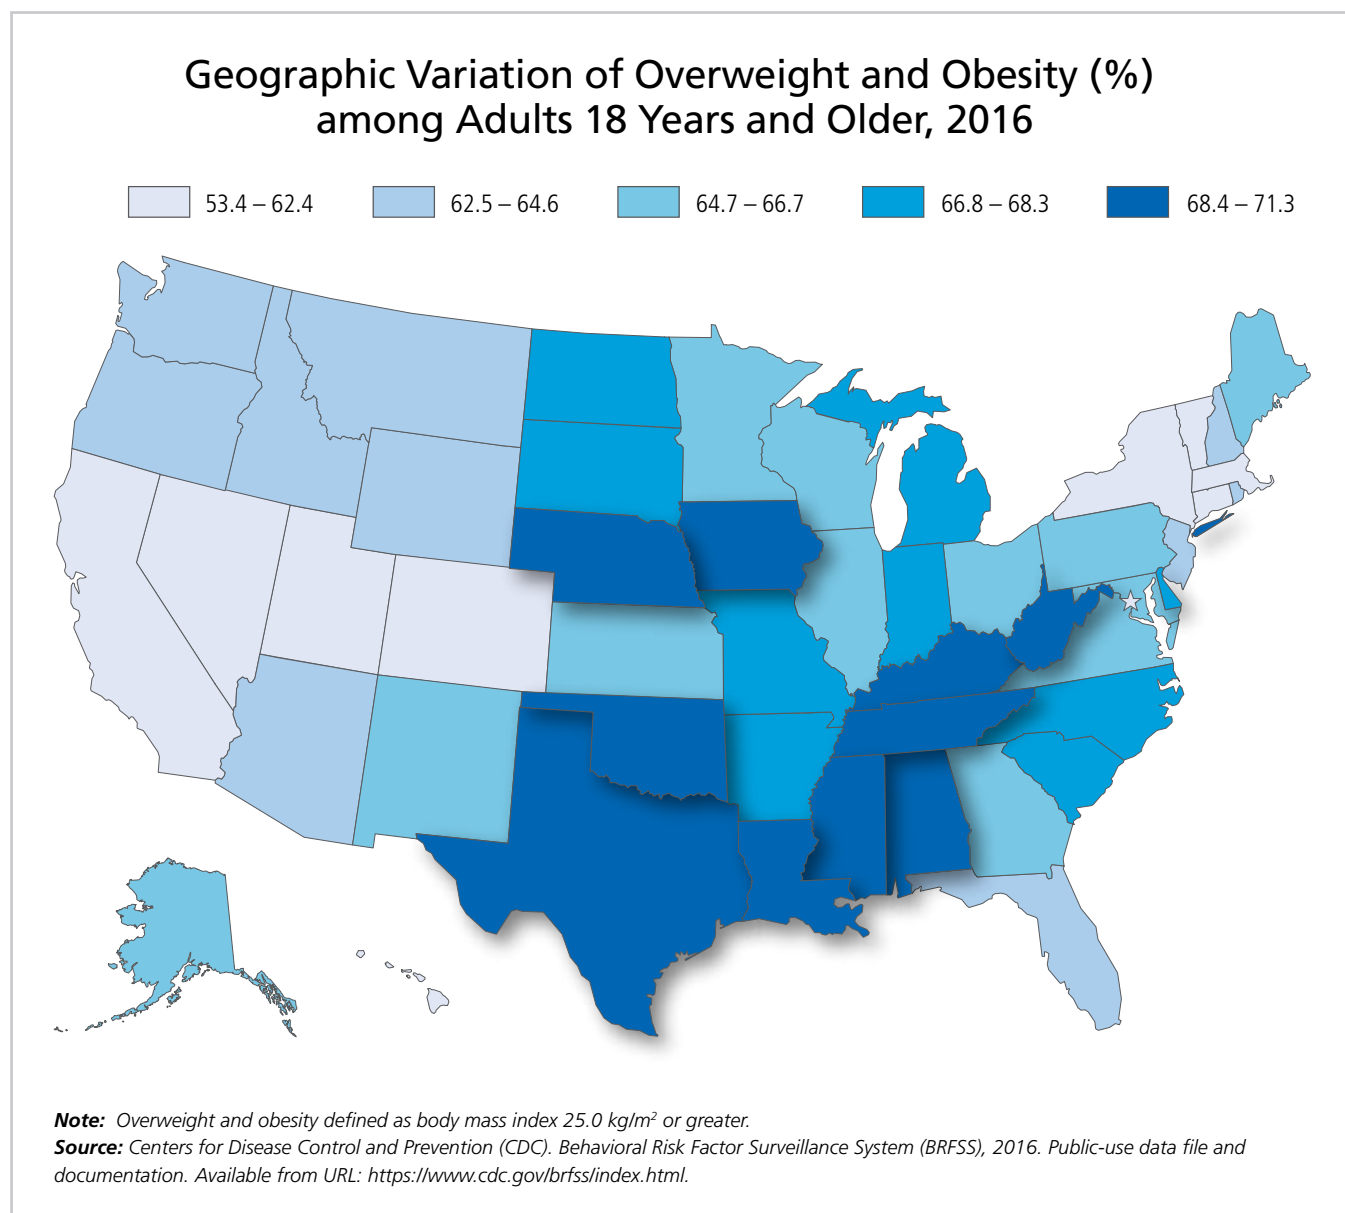 Geographic Variation of Overweight and Obesity (%)
among Adults 18 Years and Older, 2016
53.4 – 62.4
62.5 – 64.6
64.7 – 66.7
66.8 – 68.3
68.4 – 71.3
Note: Overweight and obesity defined as body mass index 25.0 kg/m² or greater.
Source: Centers for Disease Control and Prevention (CDC). Behavioral Risk Factor Surveillance System (BRFSS), 2016. Public-use data file and
documentation. Available from URL: https://www.cdc.gov/brfss/index.html.